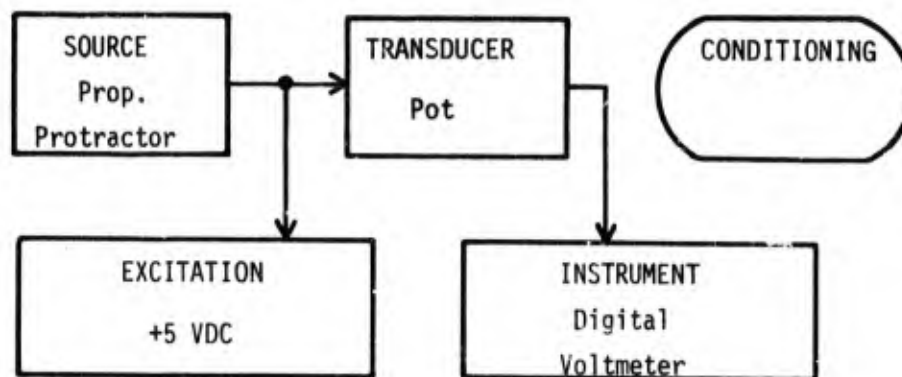 SOURCE
Prop.
Protractor
TRANSDUCER
Pot
CONDITIONING
EXCITATION
+5 VDC
INSTRUMENT
Digital
Voltmeter